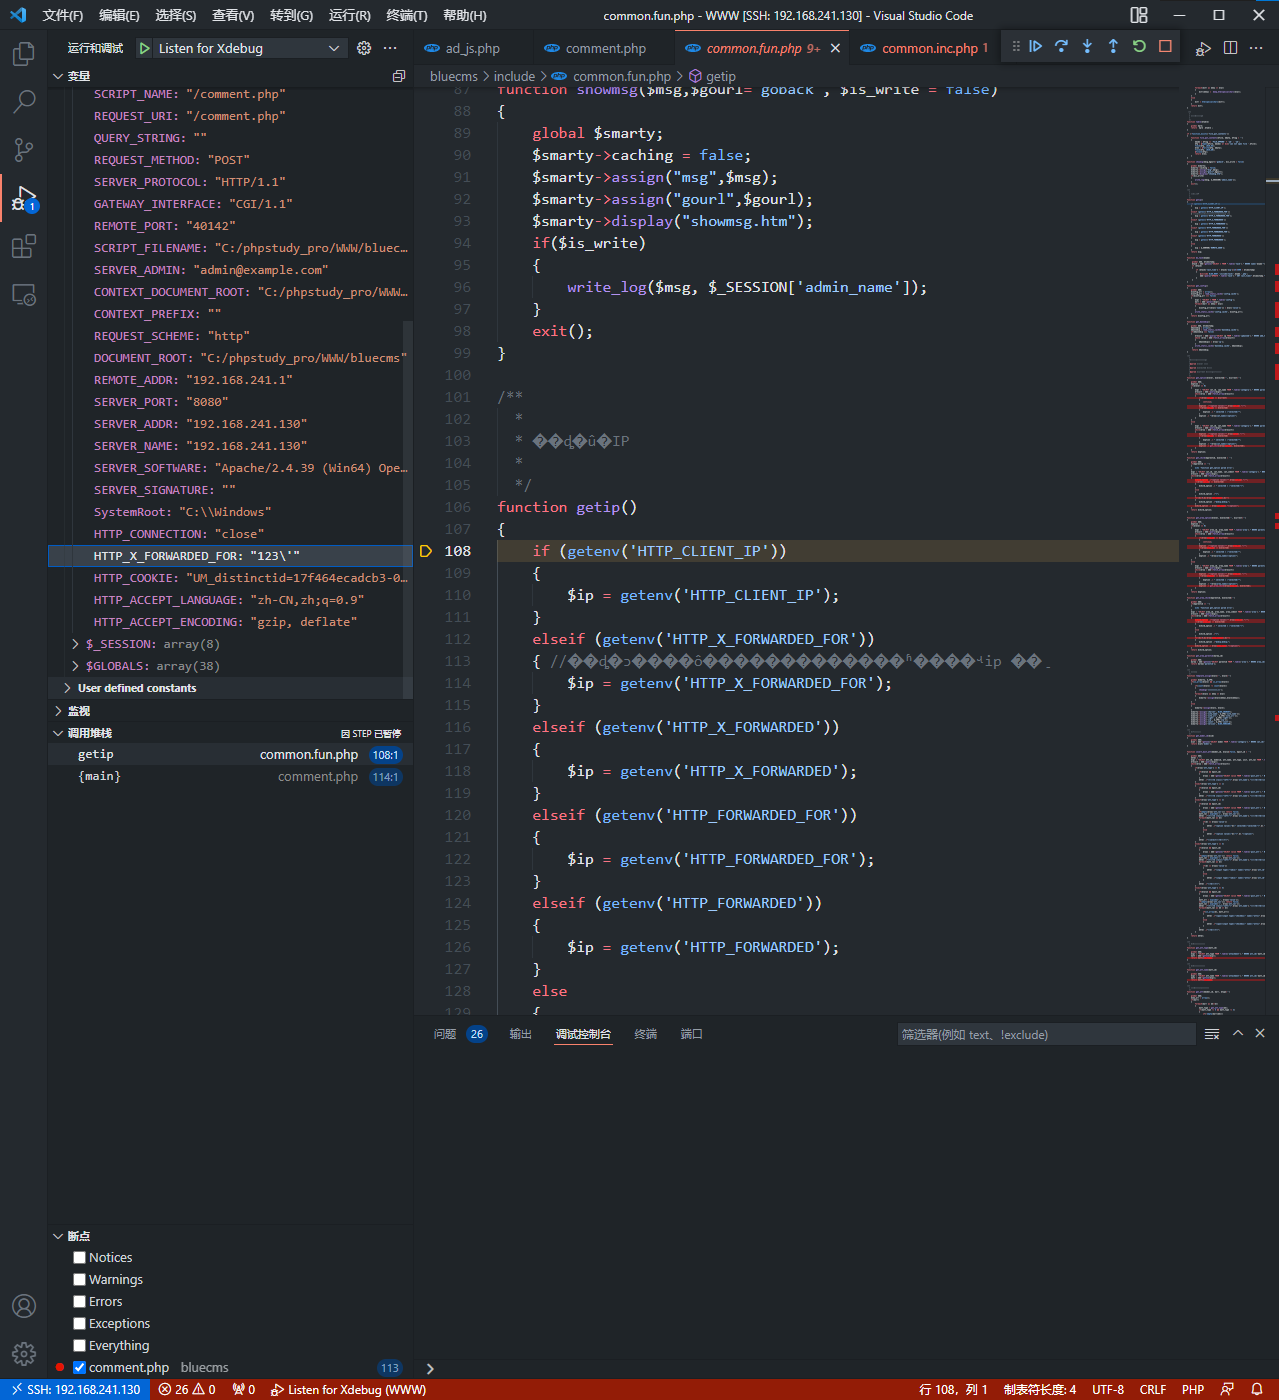 文件(F) 编辑(E) 选择(S) 查看(V) 转到(G) 运行(R) 终端(T) 帮助(H) common.fun.php - WWW [SSH: 192.168.241.130] - Visual Studio Code
运行和调试 Listen for Xdebug
ad_js.php comment.php common.fun.php 9+ common.inc.php 1
变量
bluecms > include > common.fun.php > getip
SCRIPT_NAME: "/comment.php"
REQUEST_URI: "/comment.php"
QUERY_STRING: ""
REQUEST_METHOD: "POST"
SERVER_PROTOCOL: "HTTP/1.1"
GATEWAY_INTERFACE: "CGI/1.1"
REMOTE_PORT: "40142"
SCRIPT_FILENAME: "C:/phpstudy_pro/WWW/bluec…
SERVER_ADMIN: "admin@example.com"
CONTEXT_DOCUMENT_ROOT: "C:/phpstudy_pro/WWW…
CONTEXT_PREFIX: ""
REQUEST_SCHEME: "http"
DOCUMENT_ROOT: "C:/phpstudy_pro/WWW/bluecms"
REMOTE_ADDR: "192.168.241.1"
SERVER_PORT: "8080"
SERVER_ADDR: "192.168.241.130"
SERVER_NAME: "192.168.241.130"
SERVER_SOFTWARE: "Apache/2.4.39 (Win64) Ope…
SERVER_SIGNATURE: ""
SystemRoot: "C:\\Windows"
HTTP_CONNECTION: "close"
HTTP_X_FORWARDED_FOR: "123\'"
HTTP_COOKIE: "UM_distinctid=17f464ecadcb3-0…
HTTP_ACCEPT_LANGUAGE: "zh-CN,zh;q=0.9"
HTTP_ACCEPT_ENCODING: "gzip, deflate"
$_SESSION: array(8)
$GLOBALS: array(38)
User defined constants
监视
调用堆栈 因 STEP 已暂停
getip common.fun.php 108:1
{main} comment.php 114:1
断点
Notices
Warnings
Errors
Exceptions
Everything
comment.php bluecms 113
87 function showmsg($msg,$gourl='goback', $is_write = false)
88 {
89 global $smarty;
90 $smarty->caching = false;
91 $smarty->assign("msg",$msg);
92 $smarty->assign("gourl",$gourl);
93 $smarty->display("showmsg.htm");
94 if($is_write)
95 {
96 write_log($msg, $_SESSION['admin_name']);
97 }
98 exit();
99 }
100
101 /**
102 *
103 * ��ȡ�û�IP
104 *
105 */
106 function getip()
107 {
108 if (getenv('HTTP_CLIENT_IP'))
109 {
110 $ip = getenv('HTTP_CLIENT_IP');
111 }
112 elseif (getenv('HTTP_X_FORWARDED_FOR'))
113 { //
114 $ip = getenv('HTTP_X_FORWARDED_FOR');
115 }
116 elseif (getenv('HTTP_X_FORWARDED'))
117 {
118 $ip = getenv('HTTP_X_FORWARDED');
119 }
120 elseif (getenv('HTTP_FORWARDED_FOR'))
121 {
122 $ip = getenv('HTTP_FORWARDED_FOR');
123 }
124 elseif (getenv('HTTP_FORWARDED'))
125 {
126 $ip = getenv('HTTP_FORWARDED');
127 }
128 else
129 {
问题 26 输出 调试控制台 终端 端口 筛选器(例如 text、!exclude)
SSH: 192.168.241.130 26 0 0 Listen for Xdebug (WWW) 行 108，列 1 制表符长度: 4 UTF-8 CRLF PHP